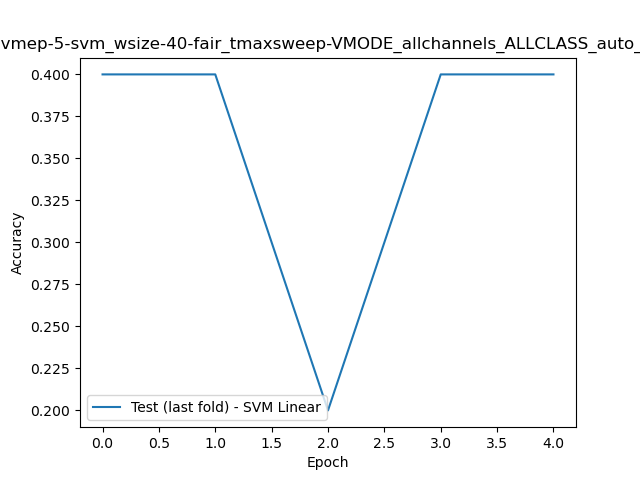 vmep-5-svm_wsize-40-fair_tmaxsweep-VMODE_allchannels_ALLCLASS_auto_
0.400
0.375
0.350
0.325
0.300
0.275
0.250
0.225
0.200
Accuracy
Test (last fold) - SVM Linear
0.0 0.5 1.0 1.5 2.0 2.5 3.0 3.5 4.0
Epoch